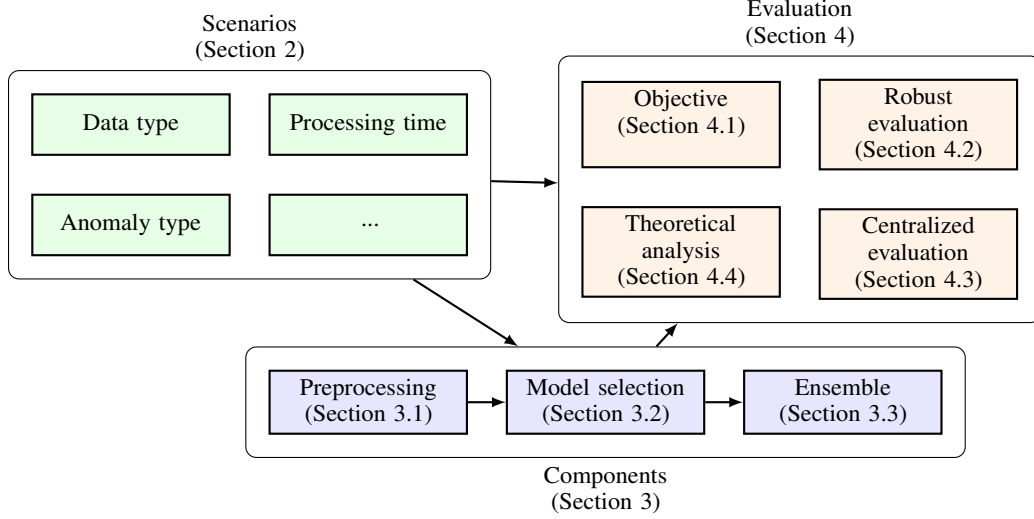 Scenarios
(Section 2)
Data type
Processing time
Anomaly type
...
Evaluation
(Section 4)
Objective
(Section 4.1)
Robust
evaluation
(Section 4.2)
Theoretical
analysis
(Section 4.4)
Centralized
evaluation
(Section 4.3)
Preprocessing
(Section 3.1)
Model selection
(Section 3.2)
Ensemble
(Section 3.3)
Components
(Section 3)